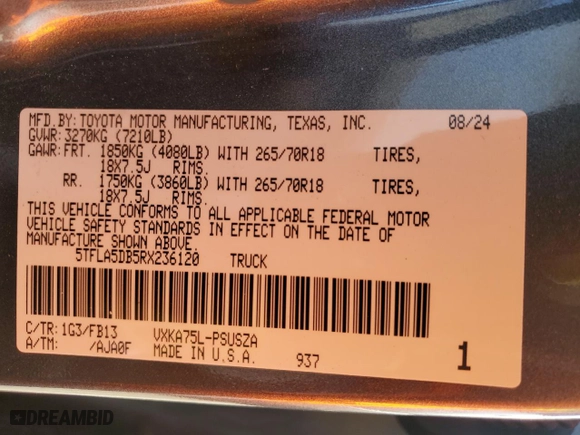 MFD.BY: TOYOTA MOTOR MANUFACTURING, TEXAS, INC. 08/24
GVWR: 3270KG (7210LB)
GAWR: FRT. 1850KG (4080LB) WITH 265/70R18 TIRES,
18X7.5J RIMS.
RR. 1750KG (3860LB) WITH 265/70R18 TIRES,
18X7.5J RIMS.
THIS VEHICLE CONFORMS TO ALL APPLICABLE FEDERAL MOTOR
VEHICLE SAFETY STANDARDS IN EFFECT ON THE DATE OF
MANUFACTURE SHOWN ABOVE.
5TFLA5DB5RX236120 TRUCK
C/TR: 1G3/FB13 VXKA75L-PSUSZA
A/TM: /AJA0F MADE IN U.S.A. 937 1
DREAMBID